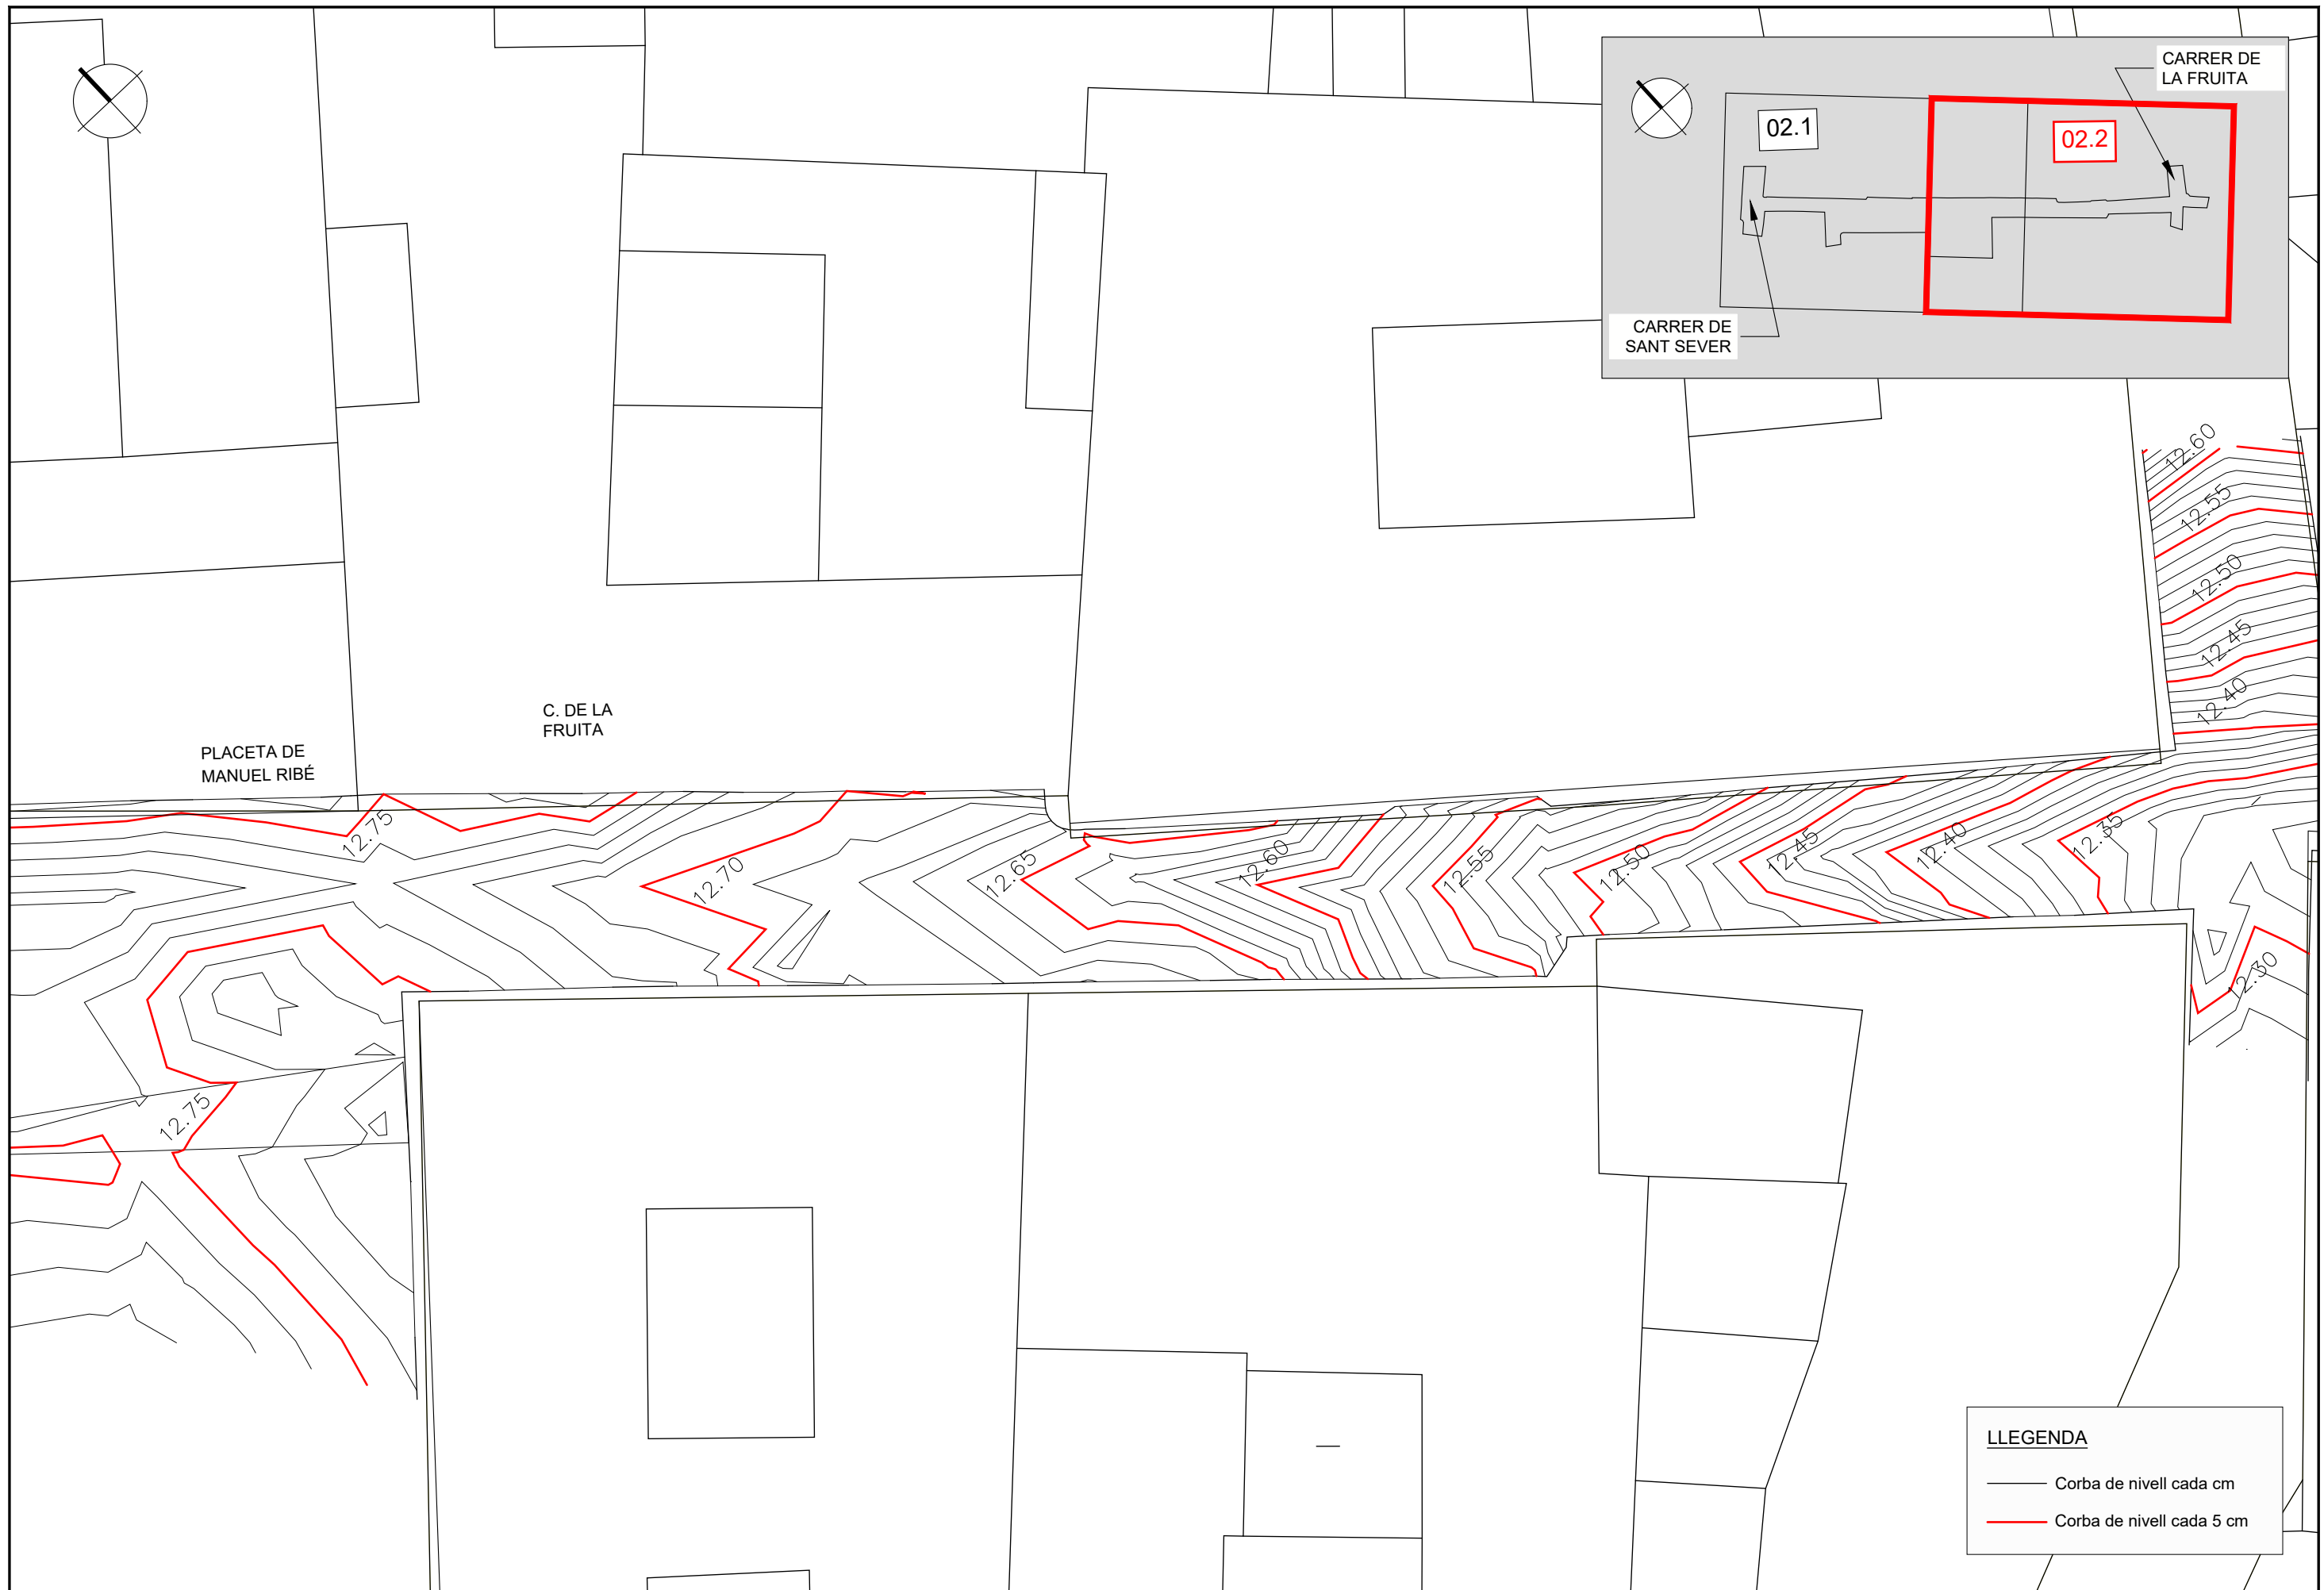 CARRER DE
LA FRUITA
02.1
02.2
CARRER DE
SANT SEVER
12.60
12.55
12.50
12.45
12.40
C. DE LA
FRUITA
PLACETA DE
MANUEL RIBÉ
12.75
12.70
12.65
12.60
12.55
12.50
12.45
12.40
12.35
12.30
12.75
LLEGENDA
Corba de nivell cada cm
Corba de nivell cada 5 cm